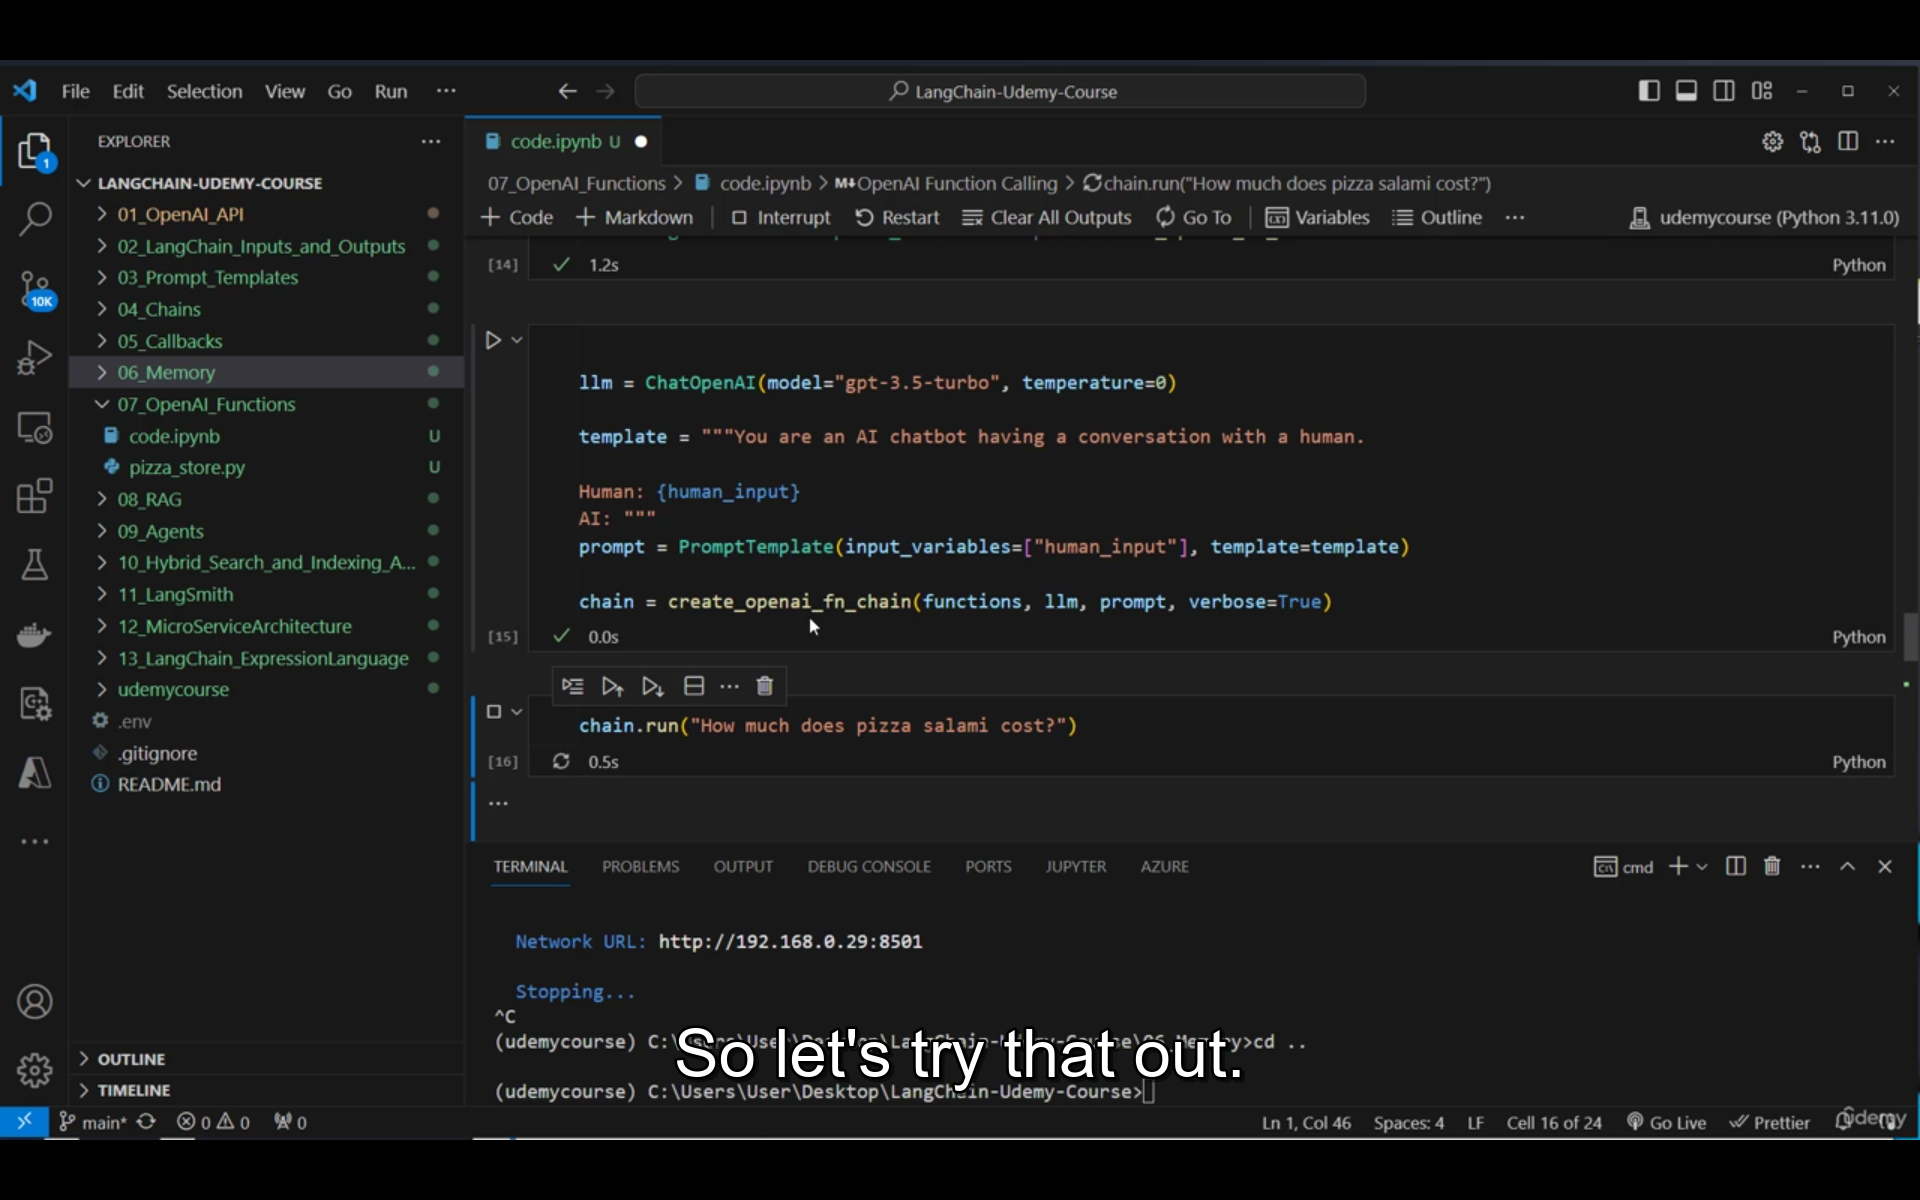 File Edit Selection View Go Run ...
LangChain-Udemy-Course
EXPLORER
1
10K
LANGCHAIN-UDEMY-COURSE
01_OpenAI_API
02_LangChain_Inputs_and_Outputs
03_Prompt_Templates
04_Chains
05_Callbacks
06_Memory
07_OpenAI_Functions
code.ipynb U
pizza_store.py U
08_RAG
09_Agents
10_Hybrid_Search_and_Indexing_A...
11_LangSmith
12_MicroServiceArchitecture
13_LangChain_ExpressionLanguage
udemycourse
.env
.gitignore
README.md
OUTLINE
TIMELINE
code.ipynb U
07_OpenAI_Functions > code.ipynb > M↓OpenAI Function Calling > chain.run("How much does pizza salami cost?")
+ Code + Markdown | Interrupt Restart Clear All Outputs Go To | Variables Outline ... udemycourse (Python 3.11.0)
[14] ✓ 1.2s Python
llm = ChatOpenAI(model="gpt-3.5-turbo", temperature=0)
template = """You are an AI chatbot having a conversation with a human.
Human: {human_input}
AI: """
prompt = PromptTemplate(input_variables=["human_input"], template=template)
chain = create_openai_fn_chain(functions, llm, prompt, verbose=True)
[15] ✓ 0.0s Python
chain.run("How much does pizza salami cost?")
[16] 0.5s Python
...
TERMINAL PROBLEMS OUTPUT DEBUG CONSOLE PORTS JUPYTER AZURE
cmd
Network URL: http://192.168.0.29:8501
Stopping...
^C
(udemycourse) C:\Users\User\Desktop\LangChain-Udemy-Course\06_Memory>cd ..
So let's try that out.
(udemycourse) C:\Users\User\Desktop\LangChain-Udemy-Course>
main* 0 0 0 Ln 1, Col 46 Spaces: 4 LF Cell 16 of 24 Go Live Prettier
udemy